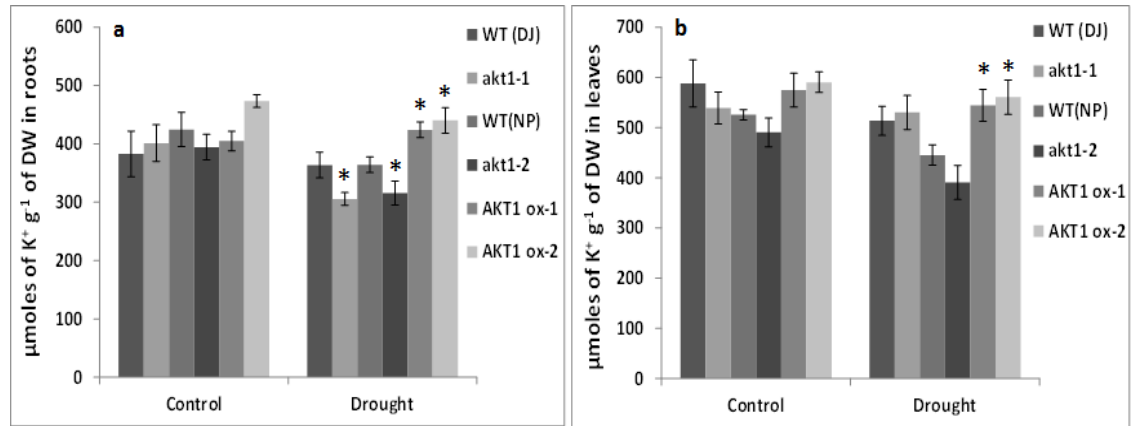 a
µmoles of K⁺ g⁻¹ of DW in roots
600
500
400
300
200
100
0
* * * *
Control Drought
WT (DJ)
akt1-1
WT(NP)
akt1-2
AKT1 ox-1
AKT1 ox-2
b
µmoles of K⁺ g⁻¹ of DW in leaves
700
600
500
400
300
200
100
0
* *
Control Drought
WT (DJ)
akt1-1
WT(NP)
akt1-2
AKT1 ox-1
AKT1 ox-2